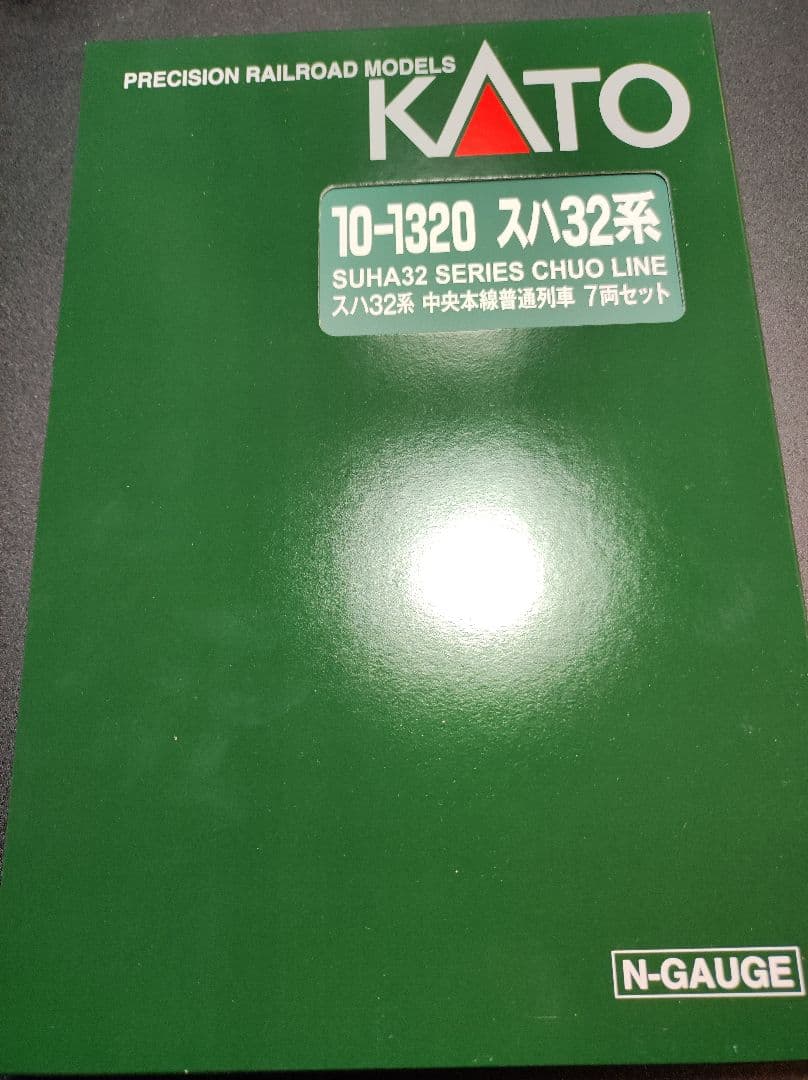 PRECISION RAILROAD MODELS
KATO
10-1320 スハ32系
SUHA32 SERIES CHUO LINE
スハ32系 中央本線普通列車 7両セット
N-GAUGE